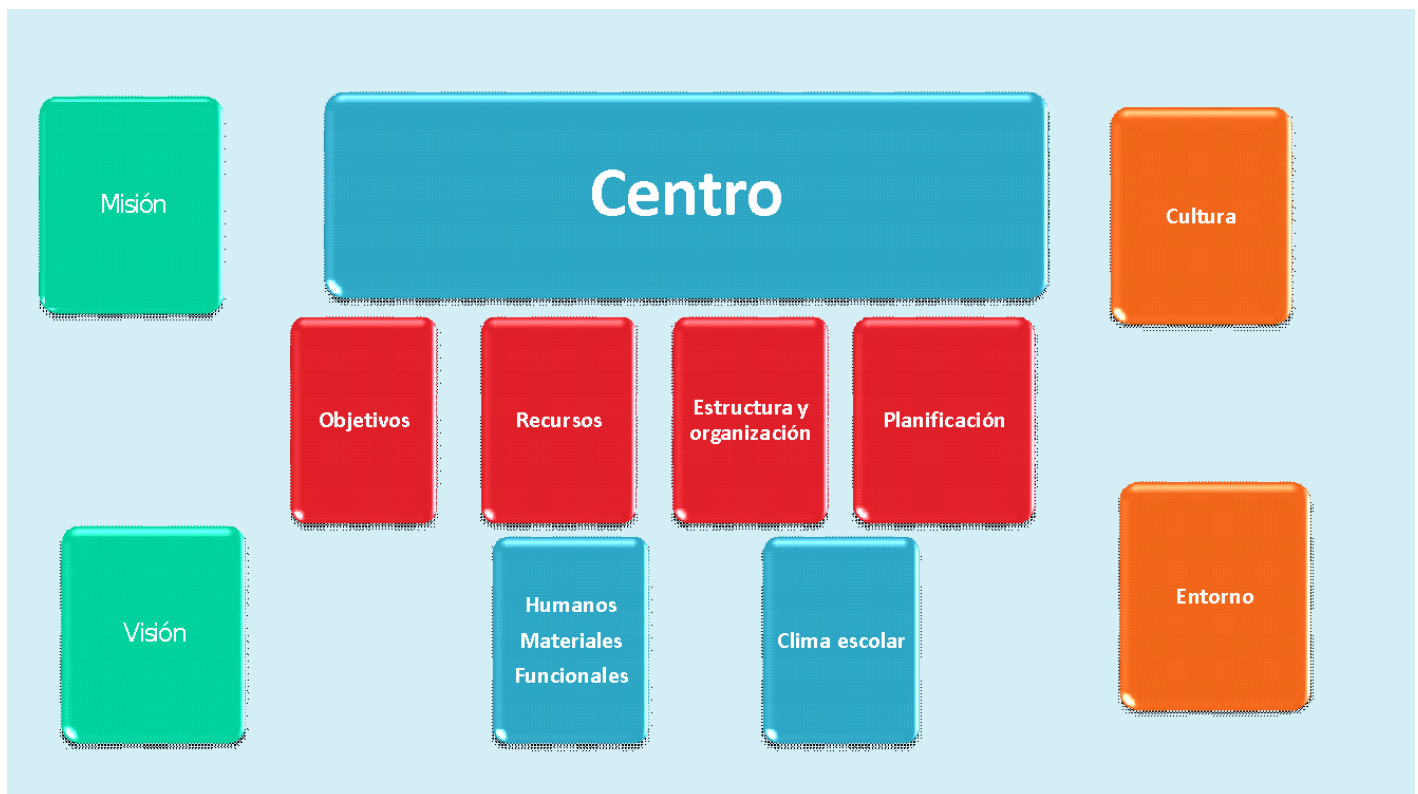 Misión
Centro
Cultura
Objetivos
Recursos
Estructura y
organización
Planificación
Visión
Humanos
Materiales
Funcionales
Clima escolar
Entorno